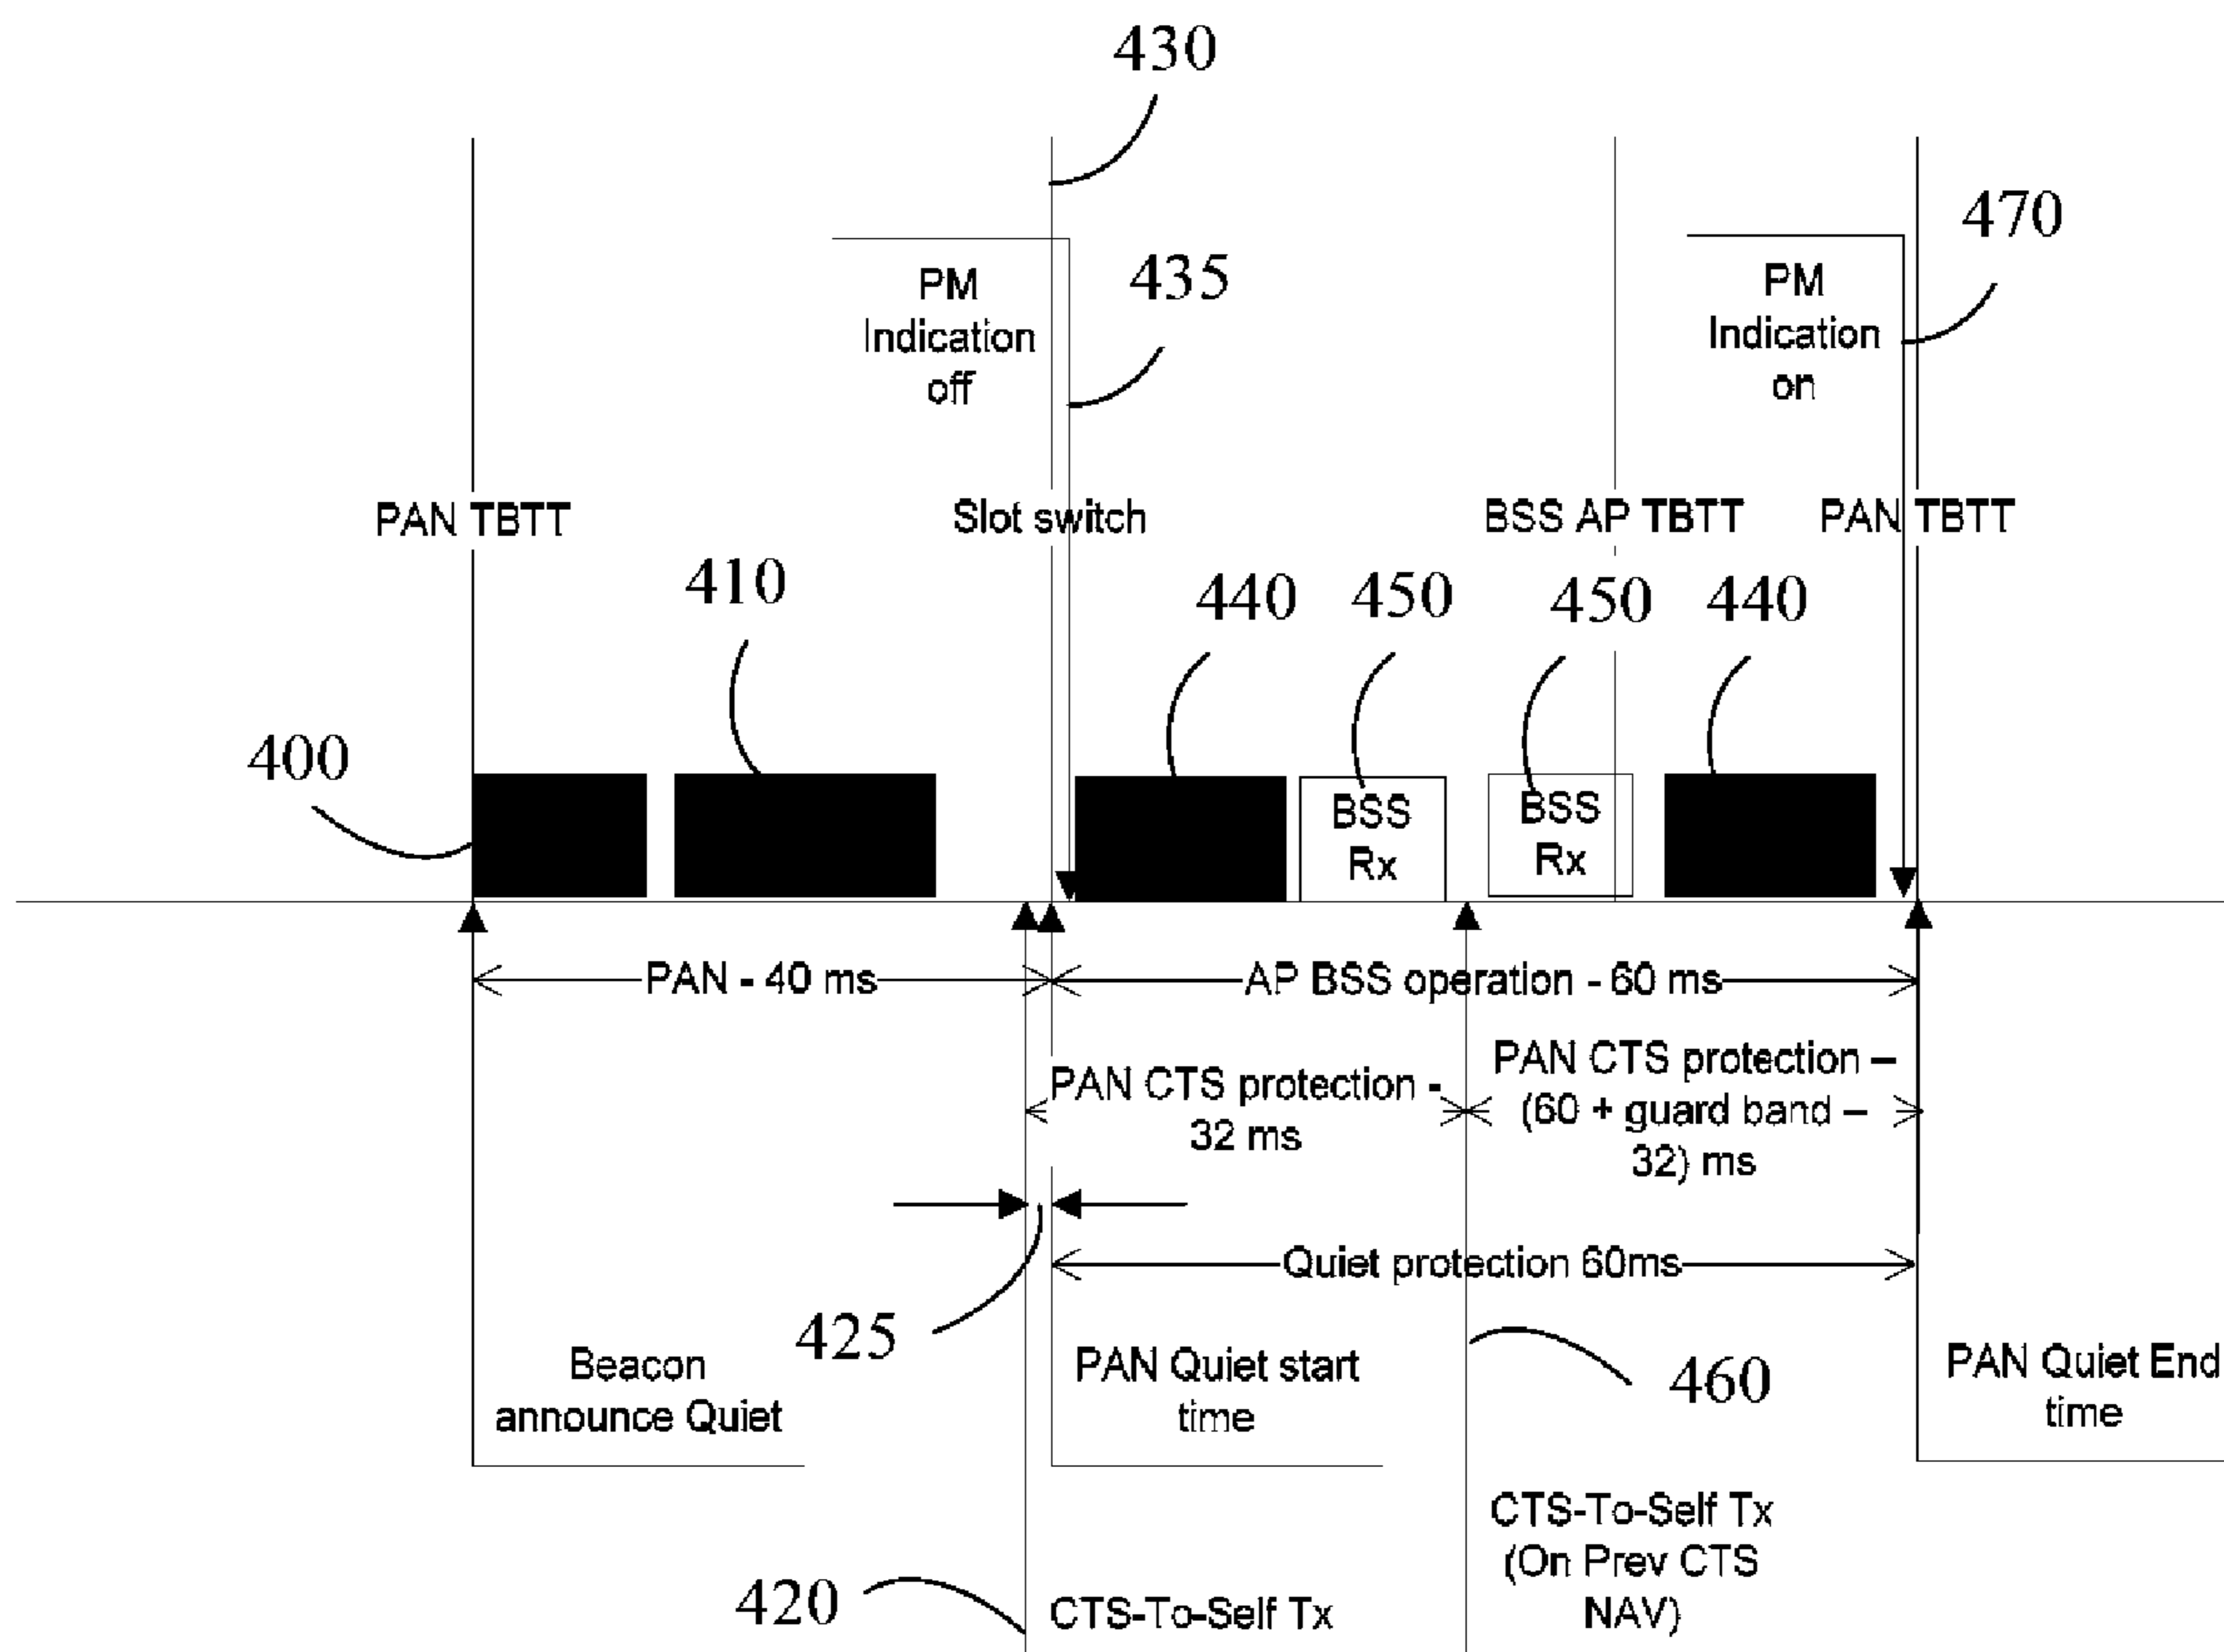 430
470
PM
Indication
off
435
PM
Indication
on
PAN TBTT
Slot switch
BSS AP TBTT
PAN TBTT
410
440
450
450
440
400
BSS
Rx
BSS
Rx
PAN - 40 ms
AP BSS operation - 60 ms
PAN CTS protection -
32 ms
PAN CTS protection –
(60 + guard band –
32) ms
Quiet protection 60ms
425
Beacon
announce Quiet
PAN Quiet start
time
460
PAN Quiet End
time
420
CTS-To-Self Tx
CTS-To-Self Tx
(On Prev CTS
NAV)